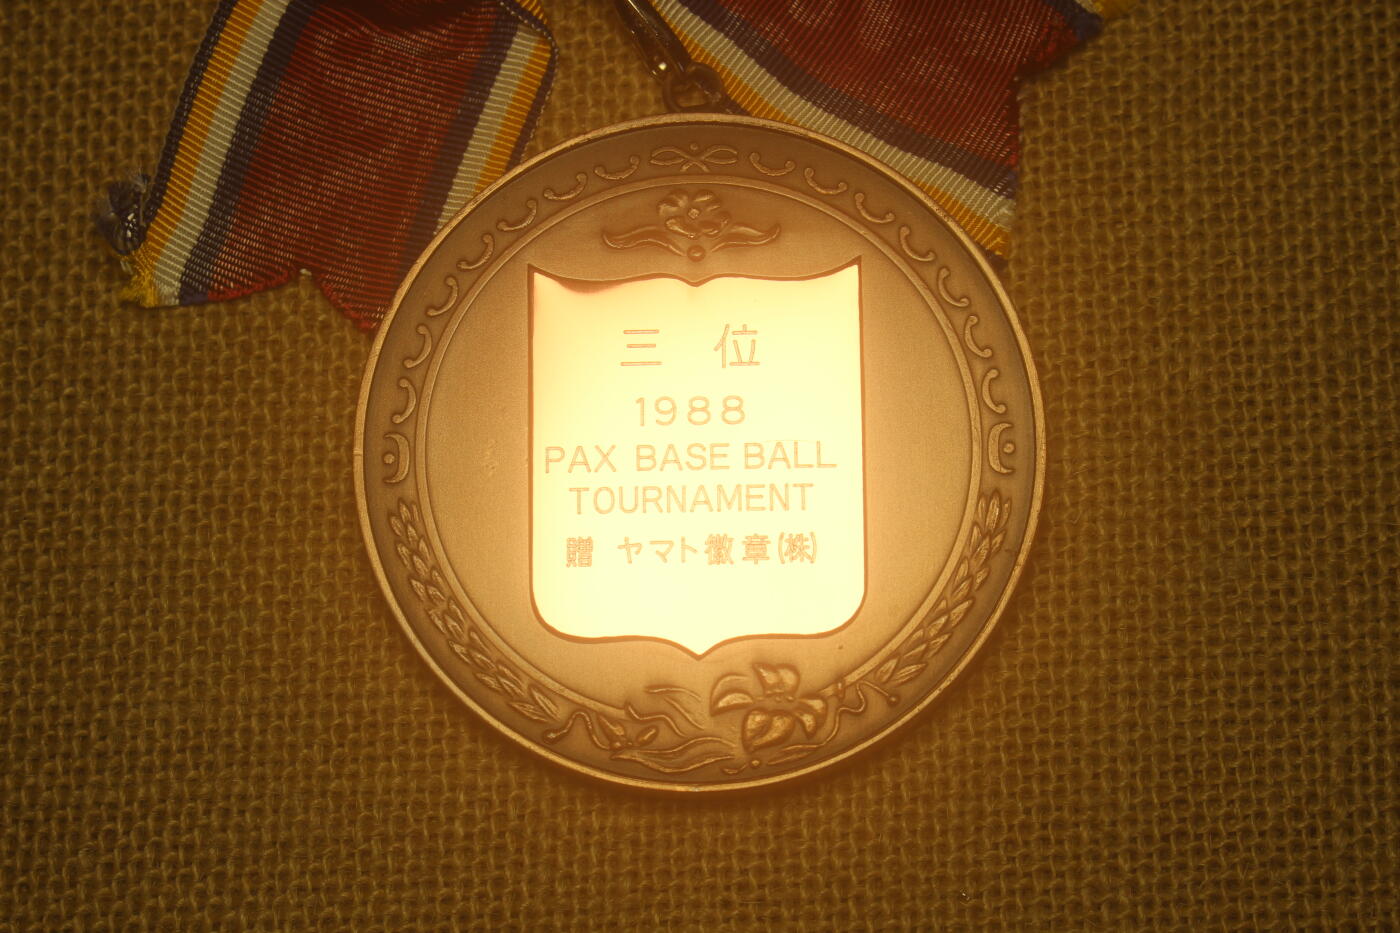 三 位
1988
PAX BASE BALL
TOURNAMENT
贈 ヤマト徽章(株)